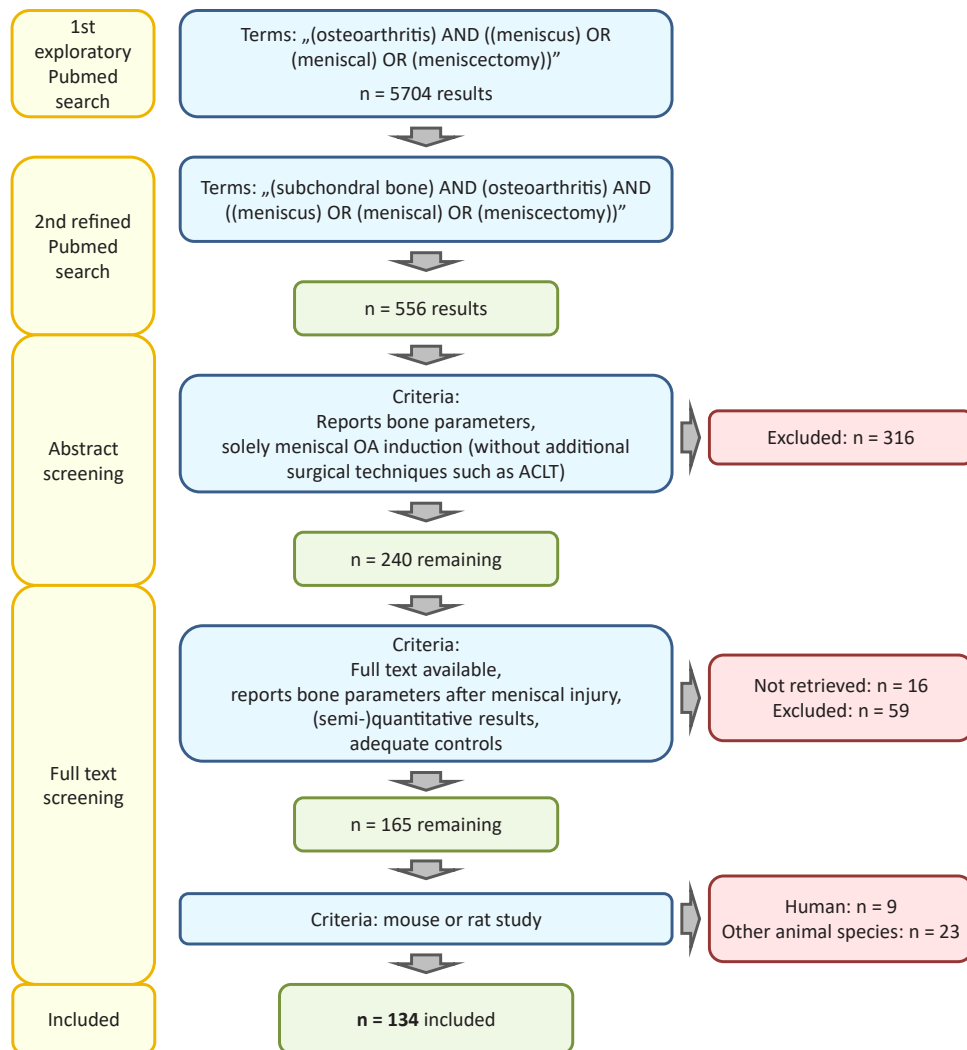 1st
exploratory
Pubmed
search
Terms: „(osteoarthritis) AND ((meniscus) OR
(meniscal) OR (meniscectomy))”
n = 5704 results
2nd refined
Pubmed
search
Terms: „(subchondral bone) AND (osteoarthritis) AND
((meniscus) OR (meniscal) OR (meniscectomy))”
n = 556 results
Abstract
screening
Criteria:
Reports bone parameters,
solely meniscal OA induction (without additional
surgical techniques such as ACLT)
Excluded: n = 316
n = 240 remaining
Full text
screening
Criteria:
Full text available,
reports bone parameters after meniscal injury,
(semi-)quantitative results,
adequate controls
Not retrieved: n = 16
Excluded: n = 59
n = 165 remaining
Criteria: mouse or rat study
Human: n = 9
Other animal species: n = 23
Included
n = 134 included